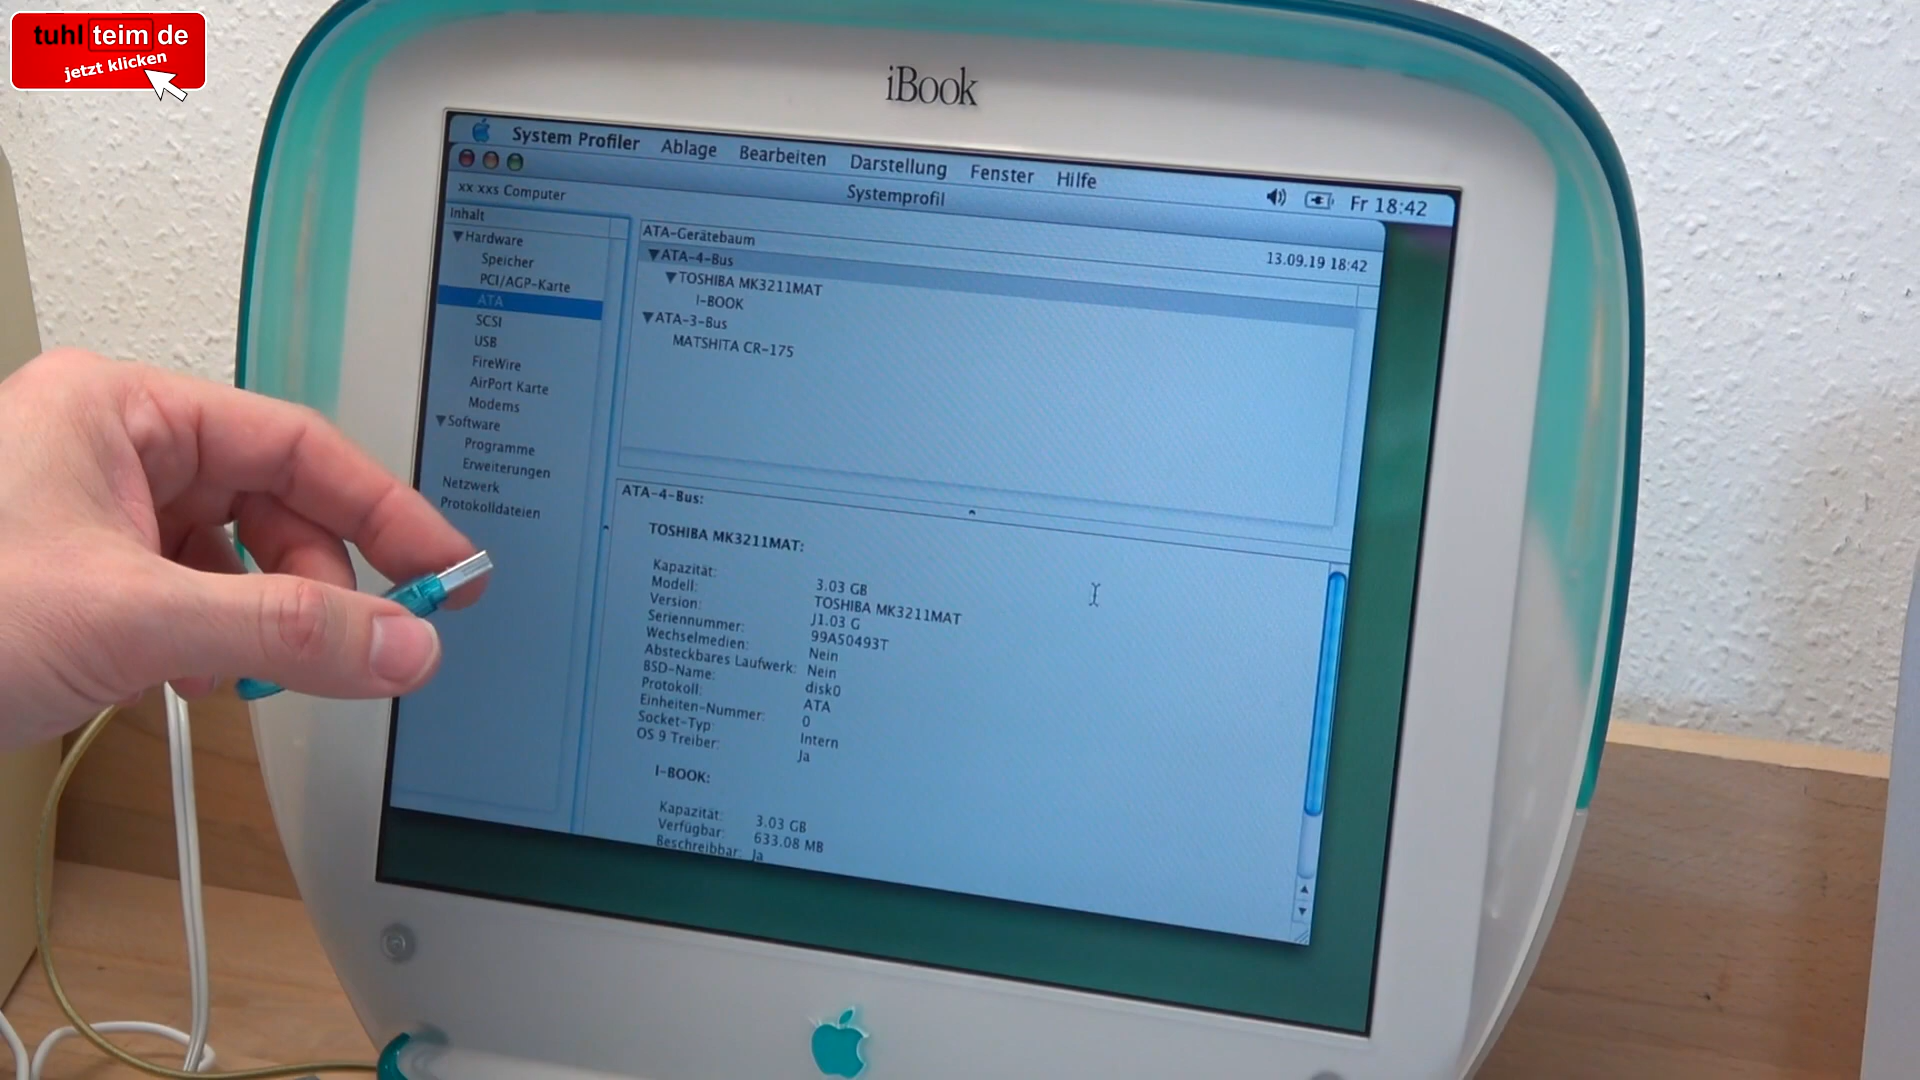 tuhl teim de
jetzt klicken
iBook
System Profiler Ablage Bearbeiten Darstellung Fenster Hilfe Fr 18:42
Systemprofil
xx xxs Computer
13.09.19 18:42
Inhalt
Hardware
Speicher
PCI/AGP-Karte
ATA
SCSI
USB
FireWire
AirPort Karte
Modems
Software
Programme
Erweiterungen
Netzwerk
Protokolldateien
ATA-Gerätebaum
ATA-4-Bus
TOSHIBA MK3211MAT
I-BOOK
ATA-3-Bus
MATSHITA CR-175
ATA-4-Bus:
TOSHIBA MK3211MAT:
Kapazität: 3.03 GB
Modell: TOSHIBA MK3211MAT
Version: J1.03 G
Seriennummer: 99A50493T
Wechselmedien: Nein
Absteckbares Laufwerk: Nein
BSD-Name: disk0
Protokoll: ATA
Einheiten-Nummer: 0
Socket-Typ: Intern
OS 9 Treiber: Ja
I-BOOK:
Kapazität: 3.03 GB
Verfügbar: 633.08 MB
Beschreibbar: Ja